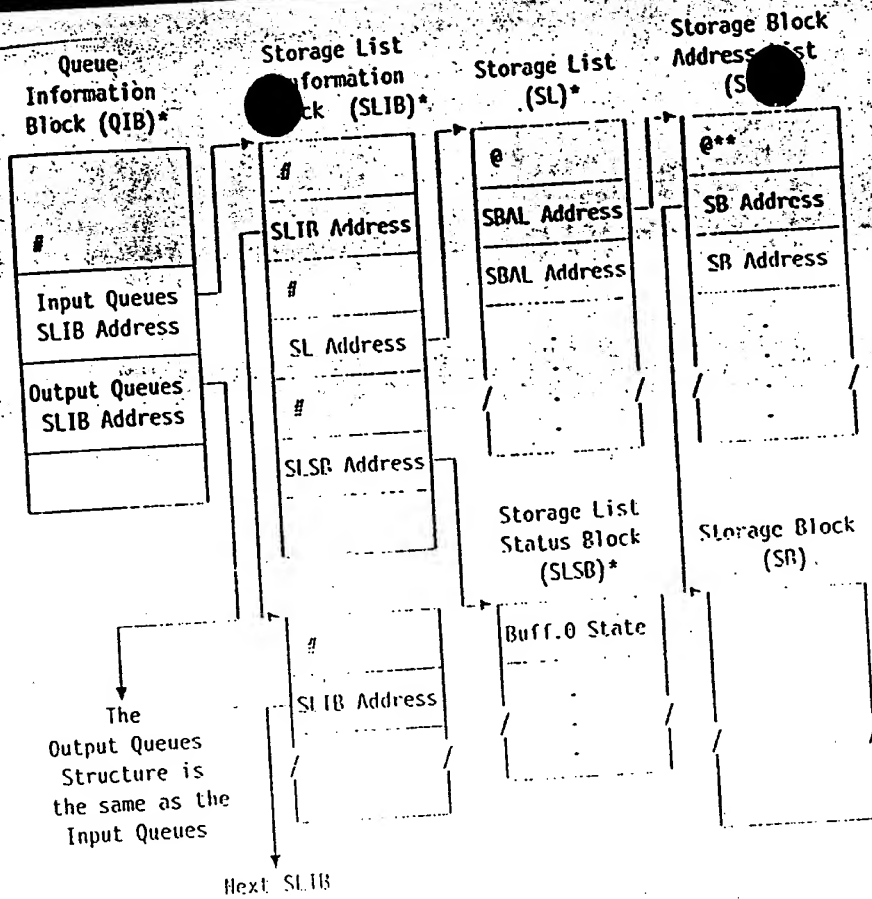 Queue
Information
Block (QIB)*
#
Input Queues
SLIB Address
Output Queues
SLIB Address
Storage List
(SLIB)*
#
SLIB Address
#
SL Address
#
SLSB Address
Storage List
(SL)*
@
SBAL Address
SBAL Address
.
.
.
Storage Block
Address
@**
SB Address
SB Address
.
.
.
Storage List
Status Block
(SLSB)*
Buff.0 State
.
.
.
Storage Block
(SB)
#
SLIB Address
The
Output Queues
Structure is
the same as the
Input Queues
Next SLIB